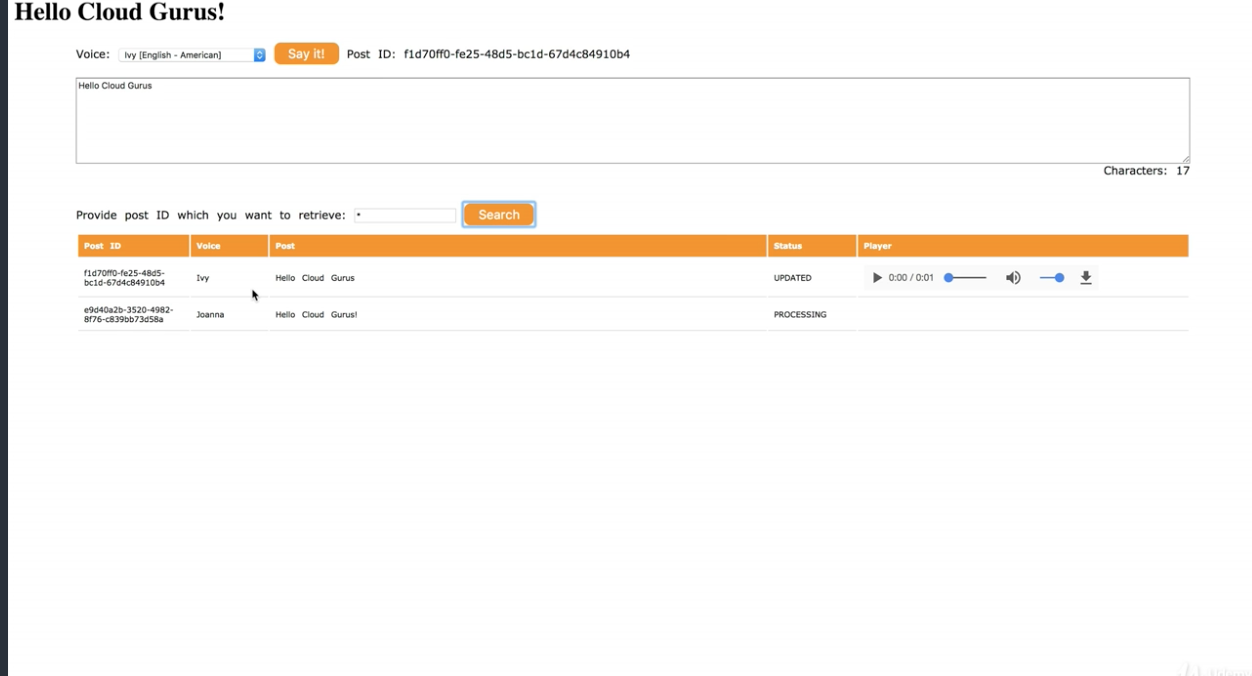 Hello Cloud Gurus!
Voice: Ivy [English - American] Say it! Post ID: f1d70ff0-fe25-48d5-bc1d-67d4c84910b4
Hello Cloud Gurus
Characters: 17
Provide post ID which you want to retrieve: * Search
Post ID Voice Post Status Player
f1d70ff0-fe25-48d5-
bc1d-67d4c84910b4 Ivy Hello Cloud Gurus UPDATED 0:00 / 0:01
e9d40a2b-3520-4982-
8f76-c839bb73d58a Joanna Hello Cloud Gurus! PROCESSING